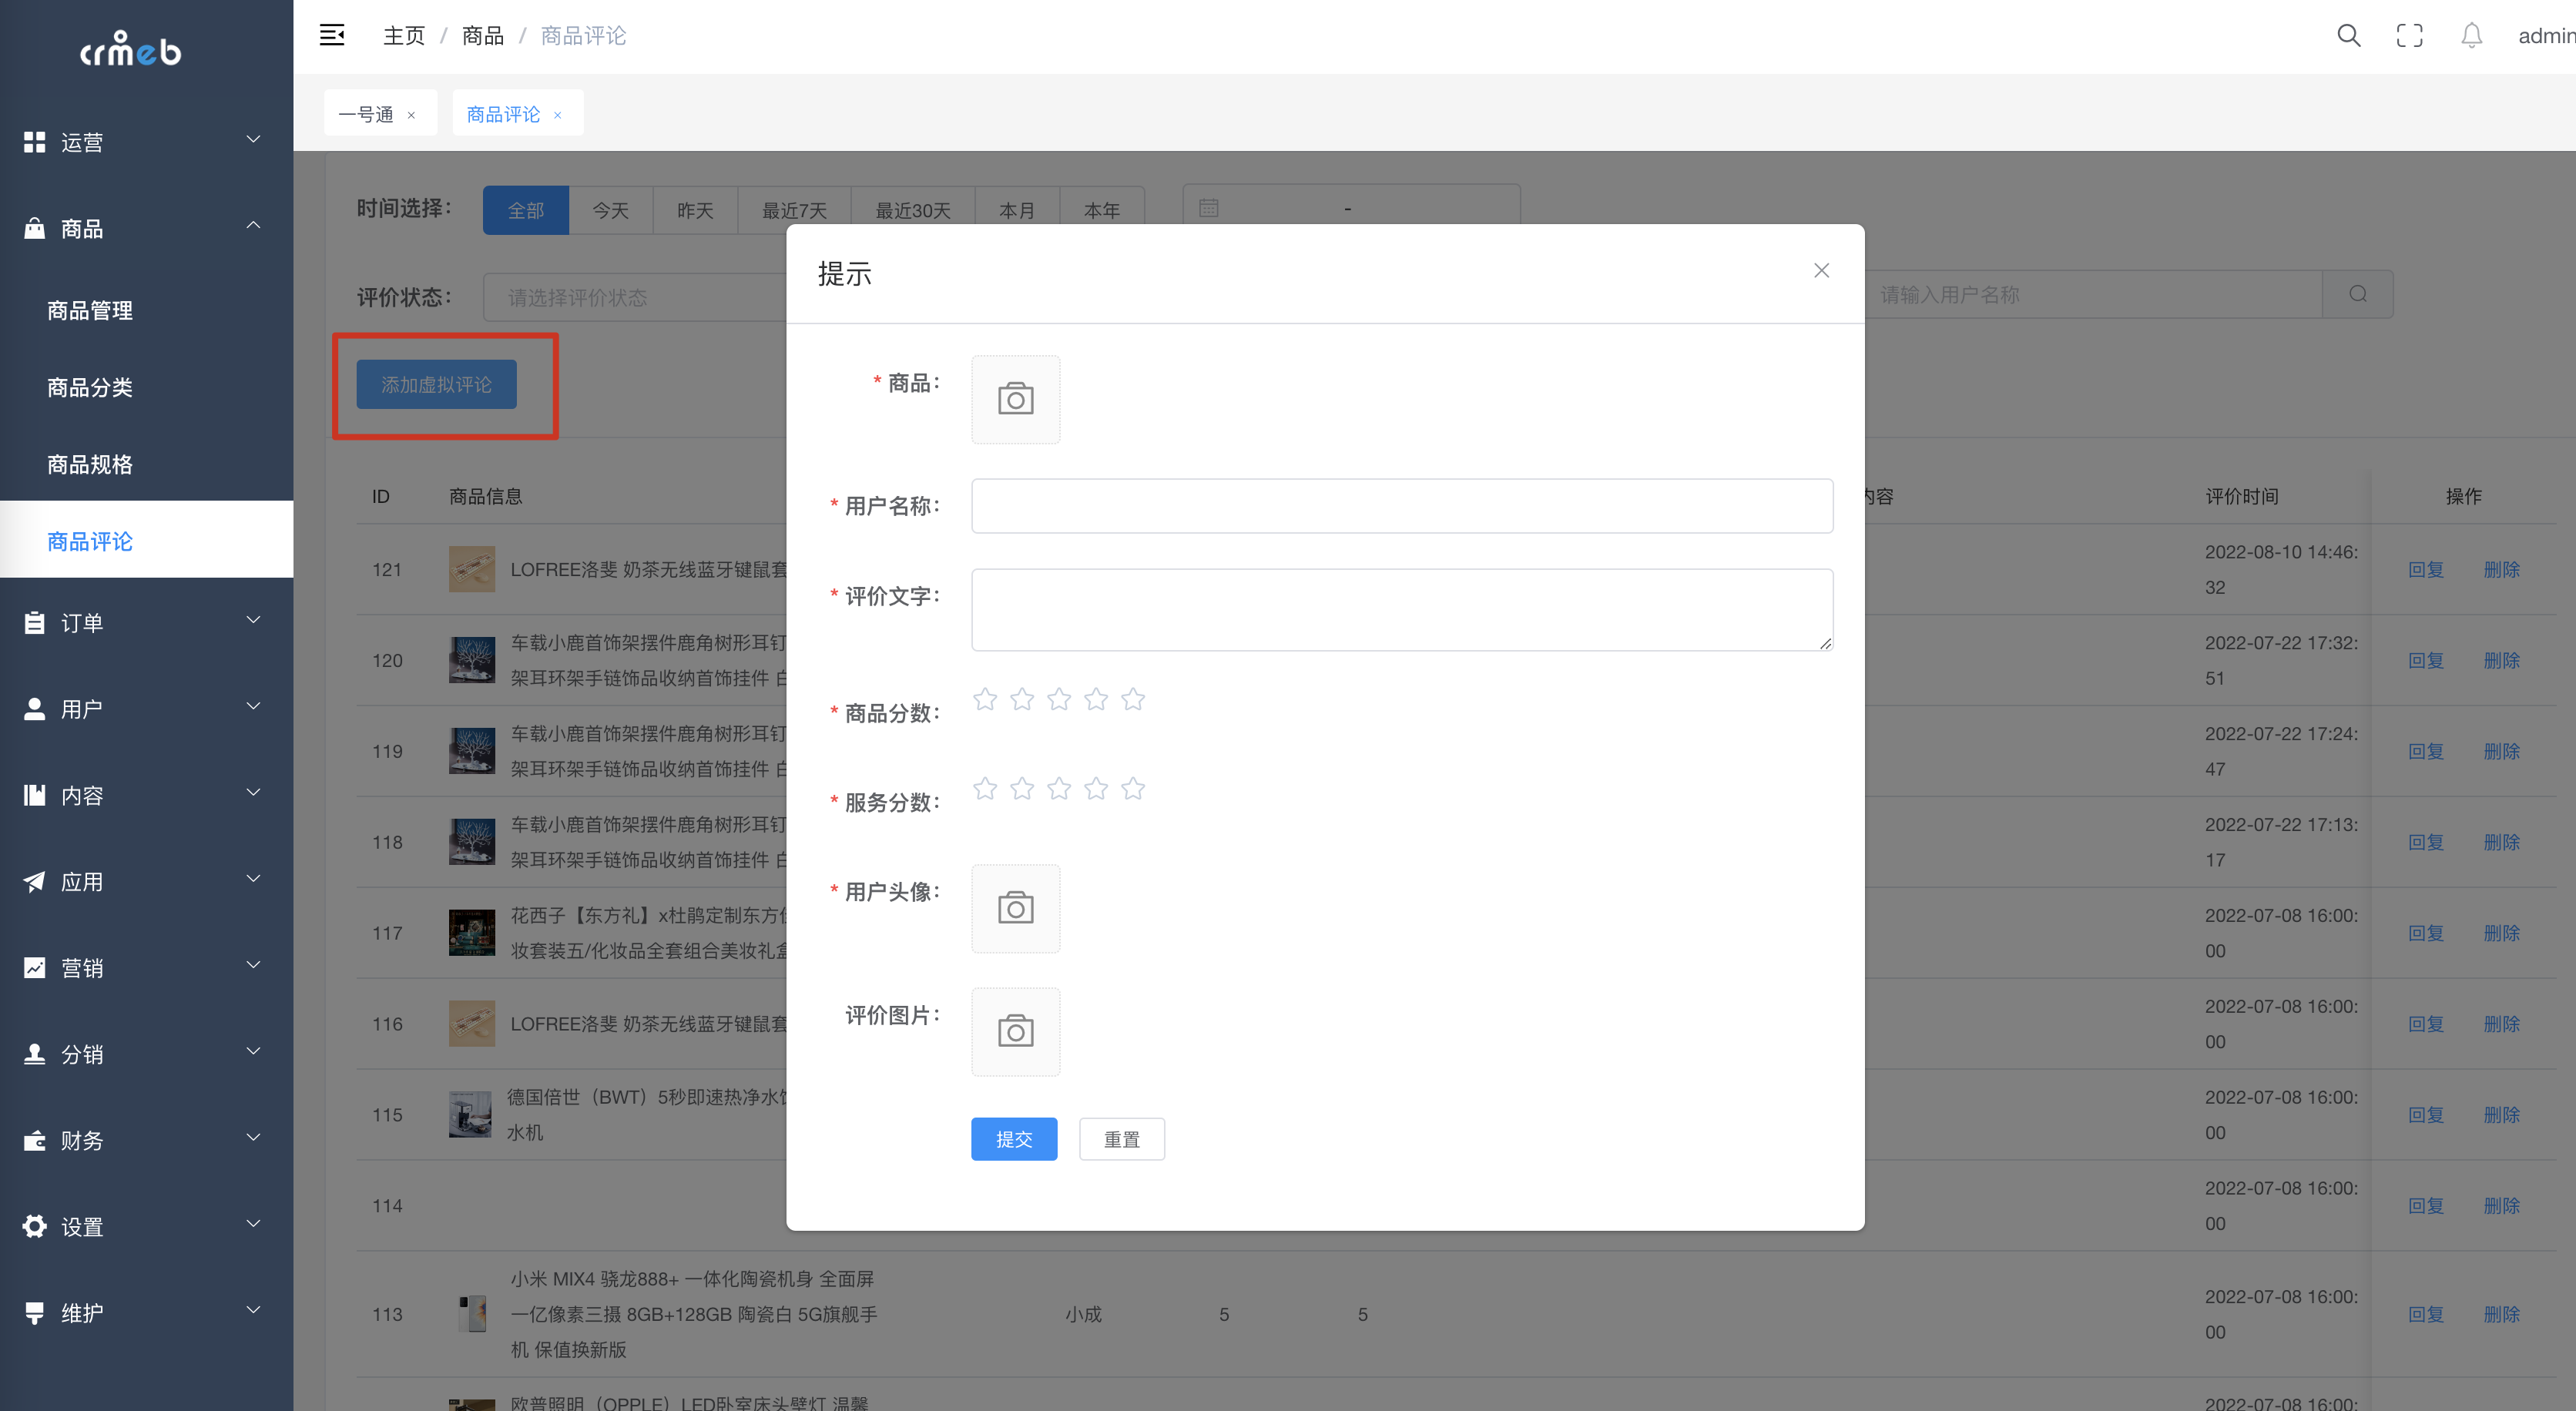 crmeb
主页 / 商品 / 商品评论
admin
一号通 ×
商品评论 ×
运营
商品
商品管理
商品分类
商品规格
商品评论
订单
用户
内容
应用
营销
分销
财务
设置
维护
时间选择：
全部 今天 昨天 最近7天 最近30天 本月 本年
-
评价状态：
请选择评价状态
请输入用户名称
添加虚拟评论
ID 商品信息 内容 评价时间 操作
121 LOFREE洛斐 奶茶无线蓝牙键鼠套 2022-08-10 14:46:
32
回复 删除
120 车载小鹿首饰架摆件鹿角树形耳钉
架耳环架手链饰品收纳首饰挂件 白
2022-07-22 17:32:
51
回复 删除
119 车载小鹿首饰架摆件鹿角树形耳钉
架耳环架手链饰品收纳首饰挂件 白
2022-07-22 17:24:
47
回复 删除
118 车载小鹿首饰架摆件鹿角树形耳钉
架耳环架手链饰品收纳首饰挂件 白
2022-07-22 17:13:
17
回复 删除
117 花西子【东方礼】x杜鹃定制东方
妆套装五/化妆品全套组合美妆礼盒
2022-07-08 16:00:
00
回复 删除
116 LOFREE洛斐 奶茶无线蓝牙键鼠套
2022-07-08 16:00:
00
回复 删除
115 德国倍世（BWT）5秒即速热净水
水机
2022-07-08 16:00:
00
回复 删除
114
2022-07-08 16:00:
00
回复 删除
113 小米 MIX4 骁龙888+ 一体化陶瓷机身 全面屏
一亿像素三摄 8GB+128GB 陶瓷白 5G旗舰手
机 保值换新版
小成 5 5
2022-07-08 16:00:
00
回复 删除
欧普照明（OPPLE）LED卧室床头壁灯 温馨
2022-07-08 16:00:
提示
* 商品：
* 用户名称：
* 评价文字：
* 商品分数：
* 服务分数：
* 用户头像：
评价图片：
提交 重置